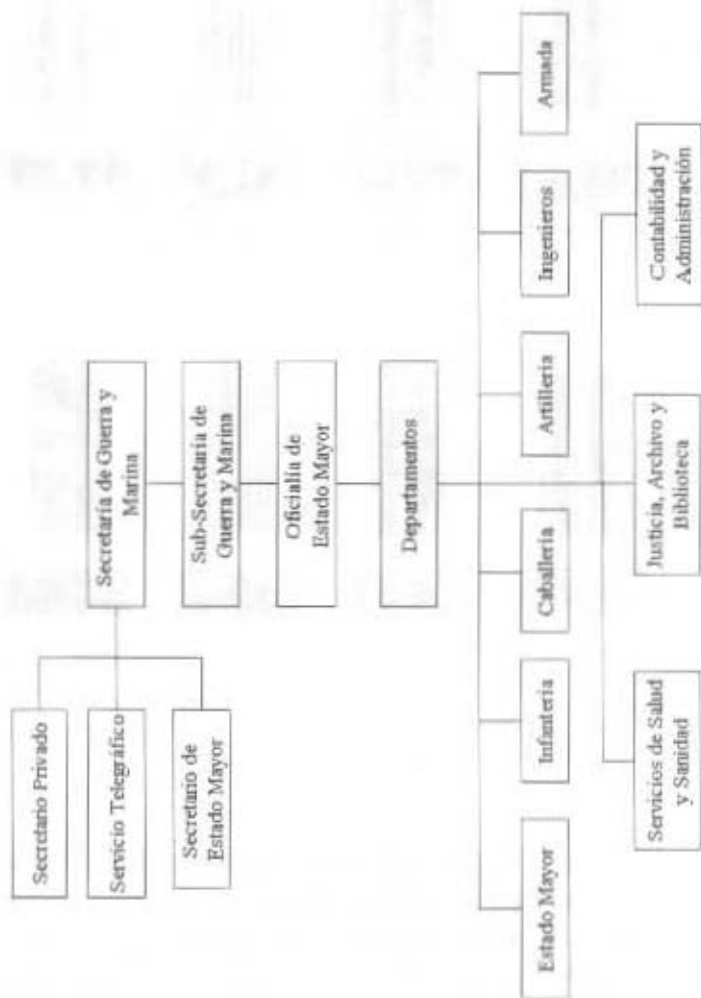 Secretario Privado
Servicio Telegráfico
Secretario de
Estado Mayor
Secretaría de Guerra y
Marina
Sub-Secretaría de
Guerra y Marina
Oficialía de
Estado Mayor
Departamentos
Estado Mayor
Infantería
Caballería
Artillería
Ingenieros
Armada
Servicios de Salud
y Sanidad
Justicia, Archivo y
Biblioteca
Contabilidad y
Administración